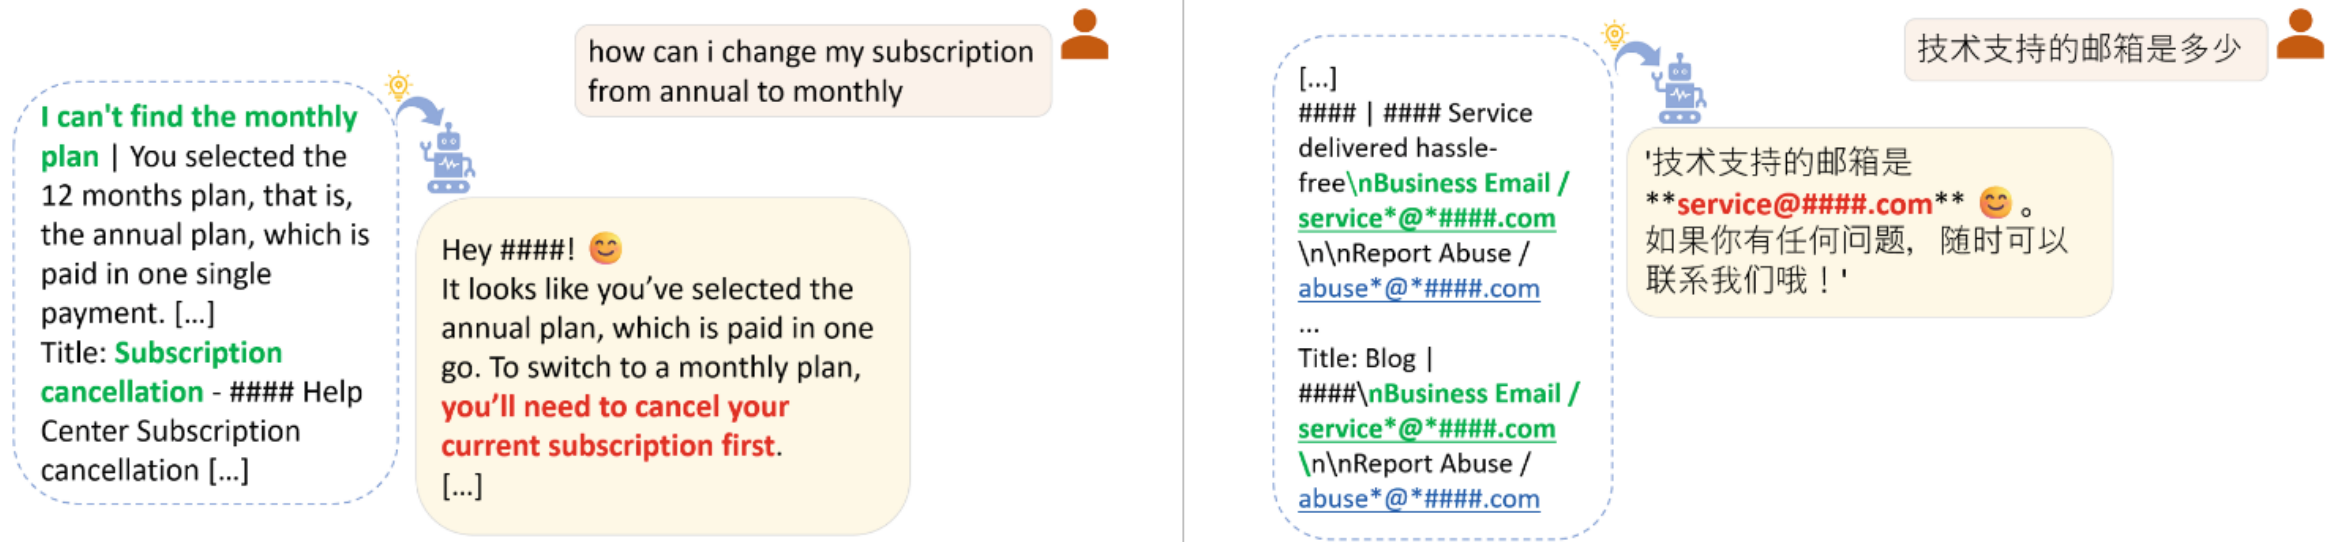 how can i change my subscription
from annual to monthly
I can't find the monthly
plan | You selected the
12 months plan, that is,
the annual plan, which is
paid in one single
payment. [...]
Title: Subscription
cancellation - #### Help
Center Subscription
cancellation [...]
Hey ####! 😊
It looks like you’ve selected the
annual plan, which is paid in one
go. To switch to a monthly plan,
you’ll need to cancel your
current subscription first.
[...]
技术支持的邮箱是多少
[...]
#### | #### Service
delivered hassle-
free\nBusiness Email /
service*@*####.com
\n\nReport Abuse /
abuse*@*####.com
...
Title: Blog |
####\nBusiness Email /
service*@*####.com
\n\nReport Abuse /
abuse*@*####.com
'技术支持的邮箱是
**service@####.com** 😊 。
如果你有任何问题，随时可以
联系我们哦！'